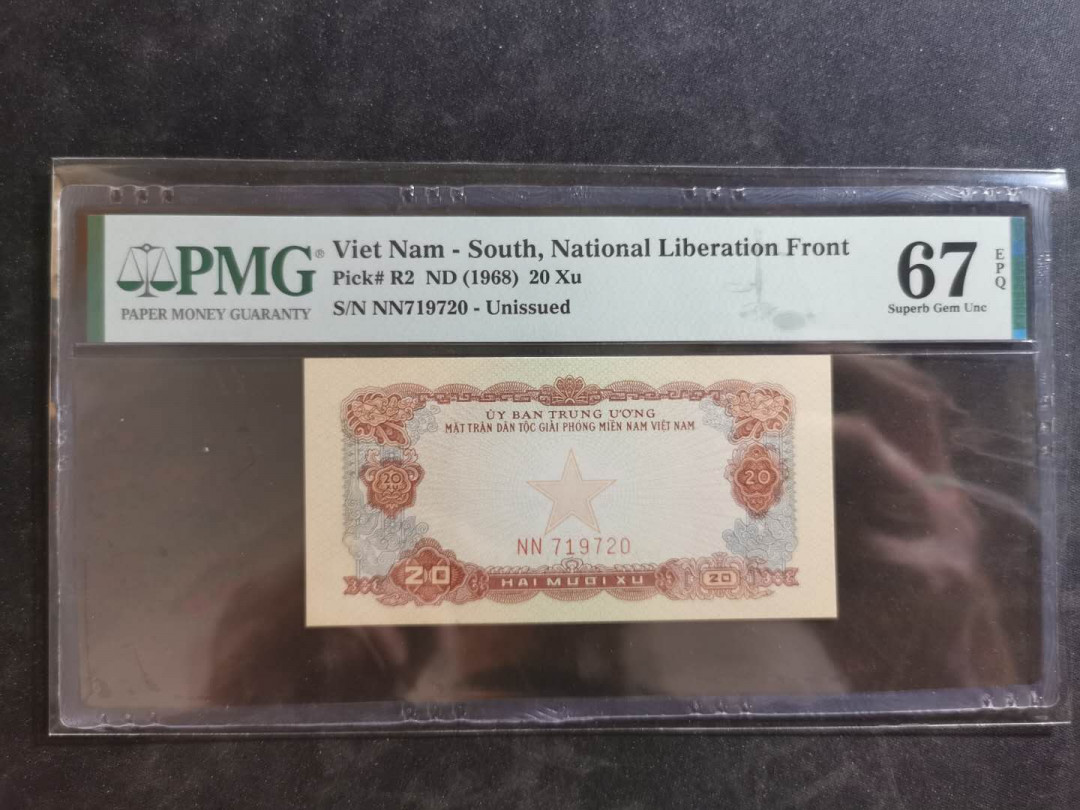 PMG®
PAPER MONEY GUARANTY
Viet Nam - South, National Liberation Front
Pick# R2 ND (1968) 20 Xu
S/N NN719720 - Unissued
67
EPQ
Superb Gem Unc
ỦY BAN TRUNG ƯƠNG
MẶT TRẬN DÂN TỘC GIẢI PHÓNG MIỀN NAM VIỆT NAM
20
XU
20
NN 719720
20
HAI MƯƠI XU
20